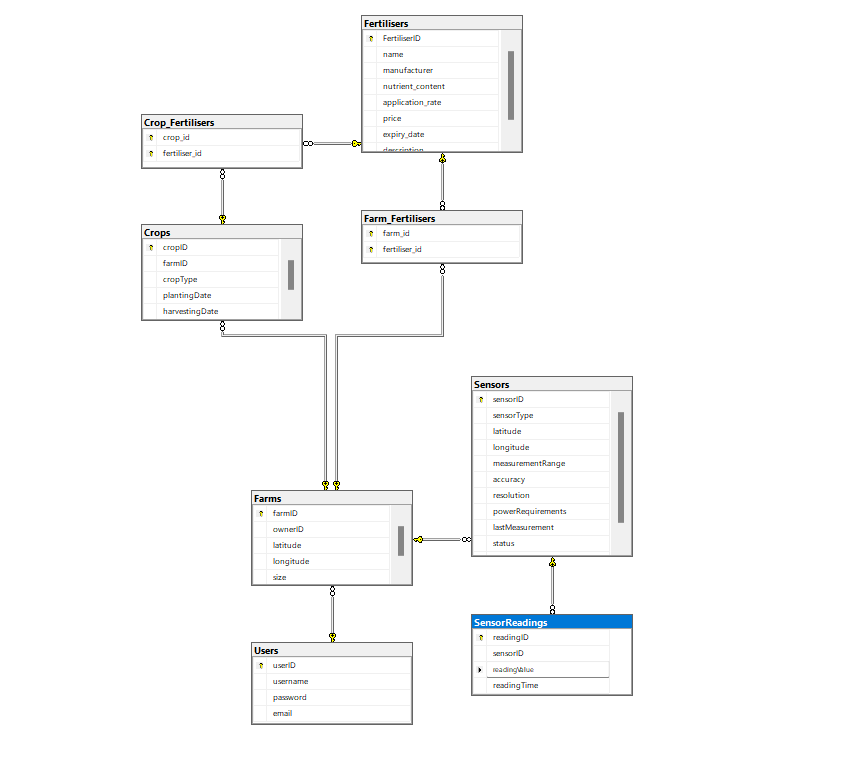 Fertilisers
FertiliserID
name
manufacturer
nutrient_content
application_rate
price
expiry_date
description
Crop_Fertilisers
crop_id
fertiliser_id
Farm_Fertilisers
farm_id
fertiliser_id
Crops
cropID
farmID
cropType
plantingDate
harvestingDate
Sensors
sensorID
sensorType
latitude
longitude
measurementRange
accuracy
resolution
powerRequirements
lastMeasurement
status
Farms
farmID
ownerID
latitude
longitude
size
SensorReadings
readingID
sensorID
readingValue
readingTime
Users
userID
username
password
email